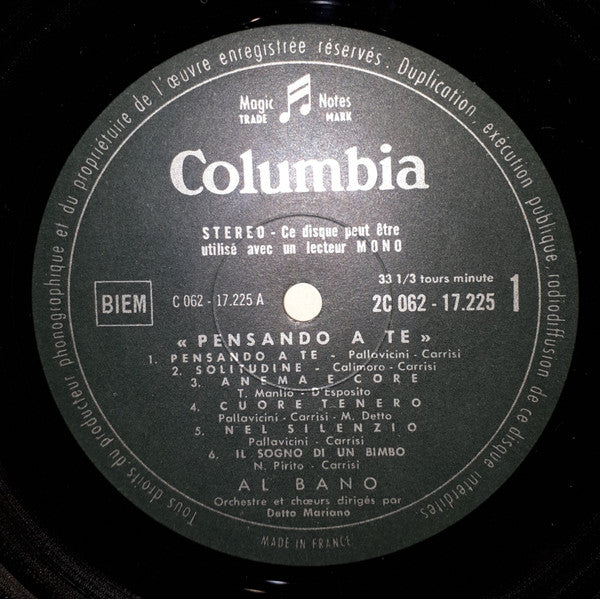 Tous droits du producteur phonographique et du propriétaire de l'œuvre enregistrée réservés. Duplication, exécution publique, radiodiffusion de ce disque interdites.
Magic Notes
TRADE MARK
Columbia
STEREO - Ce disque peut être
utilisé avec un lecteur MONO
33 1/3 tours minute
BIEM
C 062 - 17.225 A
2C 062 - 17.225
1
« PENSANDO A TE »
1. PENSANDO A TE - Pallavicini - Carrisi
2. SOLITUDINE - Calimoro - Carrisi
3. ANEMA E CORE
T. Manlio - D'Esposito
4. CUORE TENERO
Pallavicini - Carrisi - M. Detto
5. NEL SILENZIO
Pallavicini - Carrisi
6. IL SOGNO DI UN BIMBO
N. Pirito - Carrisi
AL BANO
Orchestre et chœurs dirigés par
Detto Mariano
MADE IN FRANCE